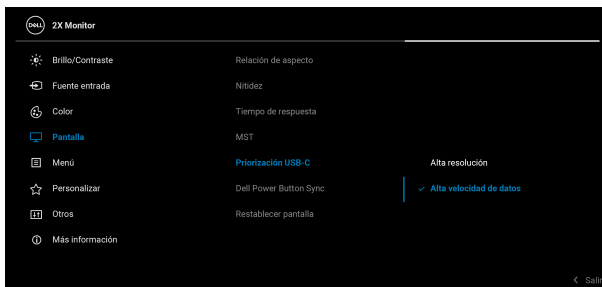 DELL 2X Monitor
Brillo/Contraste Relación de aspecto
Fuente entrada Nitidez
Color Tiempo de respuesta
Pantalla MST
Menú Priorización USB-C Alta resolución
Personalizar Dell Power Button Sync Alta velocidad de datos
Otros Restablecer pantalla
Más información
Salir